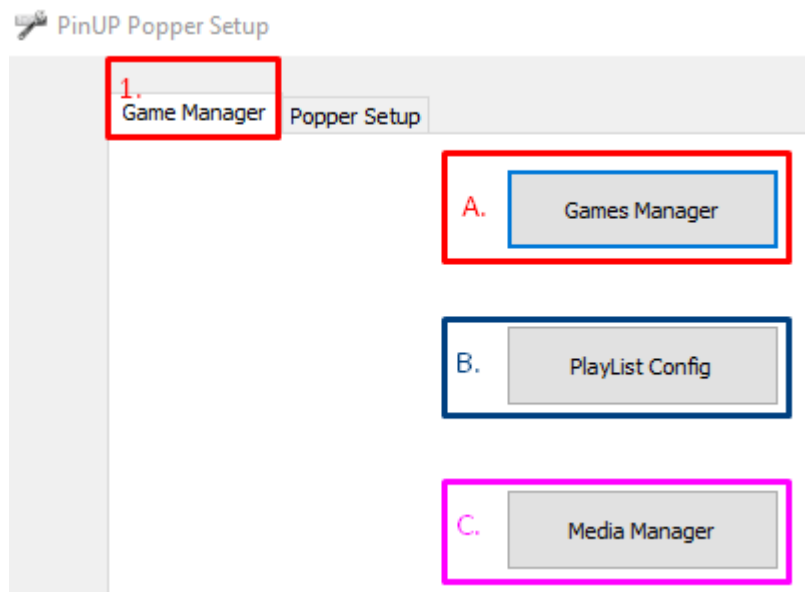 PinUP Popper Setup
1.
Game Manager
Popper Setup
A.
Games Manager
B.
PlayList Config
C.
Media Manager